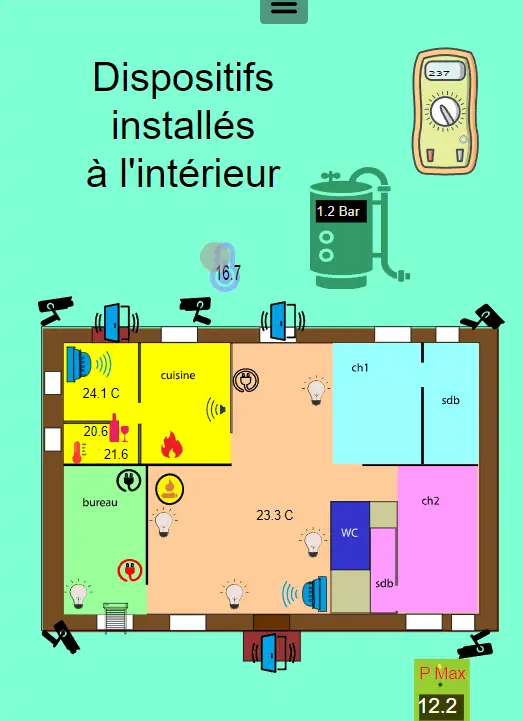 Dispositifs
installés
à l'intérieur
237
1.2 Bar
16.7
24.1 C
cuisine
ch1
sdb
20.6
21.6
bureau
23.3 C
WC
ch2
sdb
P Max
12.2